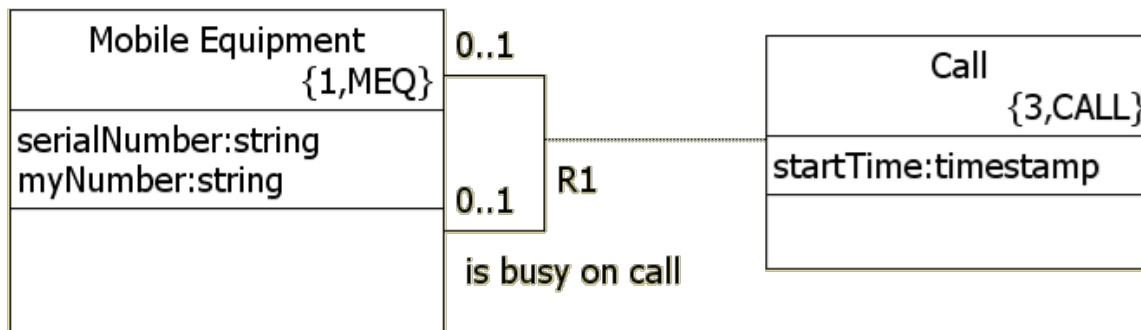 Mobile Equipment
{1,MEQ}
serialNumber:string
myNumber:string
0..1
0..1
R1
is busy on call
Call
{3,CALL}
startTime:timestamp